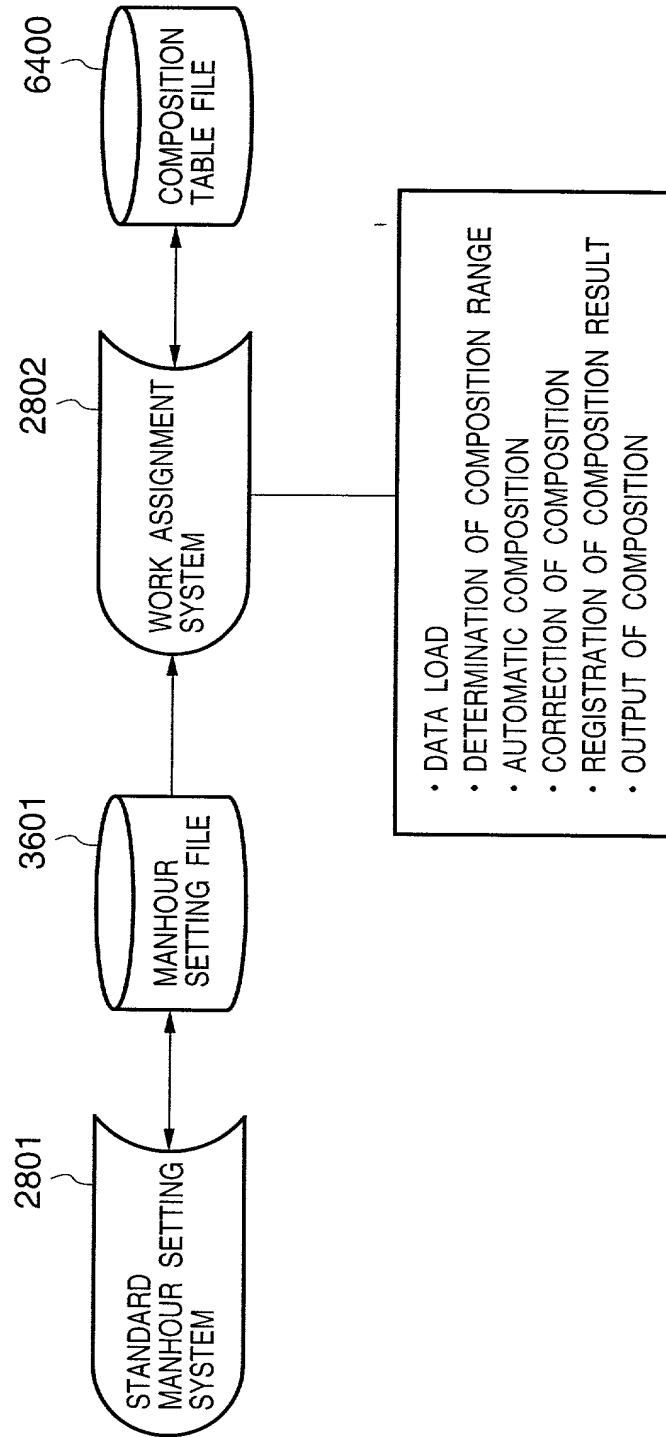 2801
STANDARD
MANHOUR SETTING
SYSTEM
3601
MANHOUR
SETTING FILE
2802
WORK ASSIGNMENT
SYSTEM
6400
COMPOSITION
TABLE FILE
· DATA LOAD
· DETERMINATION OF COMPOSITION RANGE
· AUTOMATIC COMPOSITION
· CORRECTION OF COMPOSITION
· REGISTRATION OF COMPOSITION RESULT
· OUTPUT OF COMPOSITION